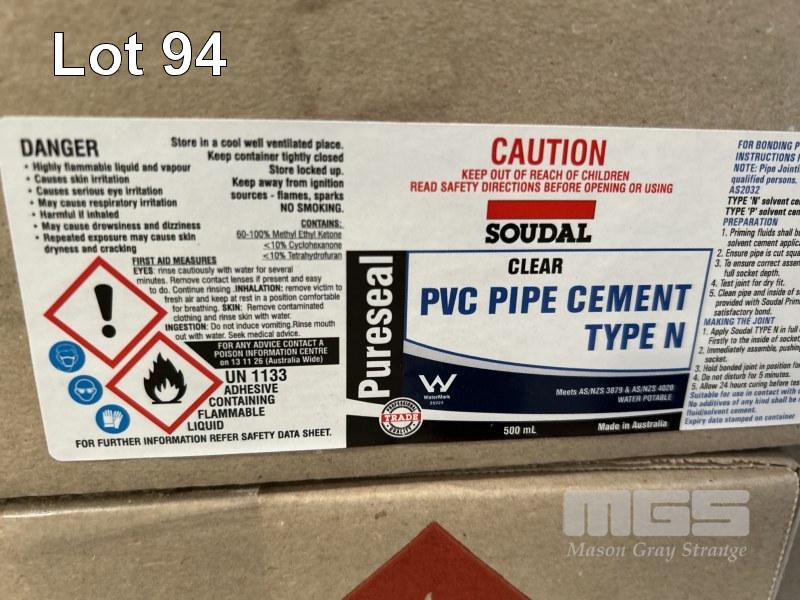 Lot 94
DANGER
• Highly flammable liquid and vapour
• Causes skin irritation
• Causes serious eye irritation
• May cause respiratory irritation
• Harmful if inhaled
• May cause drowsiness and dizziness
• Repeated exposure may cause skin
dryness and cracking
Store in a cool well ventilated place.
Keep container tightly closed
Store locked up.
Keep away from ignition
sources - flames, sparks
NO SMOKING.
CONTAINS:
60-100% Methyl Ethyl Ketone
<10% Cyclohexanone
<10% Tetrahydrofuran
FIRST AID MEASURES
EYES: rinse cautiously with water for several
minutes. Remove contact lenses if present and easy
to do. Continue rinsing. INHALATION: remove victim to
fresh air and keep at rest in a position comfortable
for breathing. SKIN: Remove contaminated
clothing and rinse skin with water.
INGESTION: Do not induce vomiting. Rinse mouth
out with water. Seek medical advice.
FOR ANY ADVICE CONTACT A
POISON INFORMATION CENTRE
on 13 11 26 (Australia Wide)
UN 1133
ADHESIVE
CONTAINING
FLAMMABLE
LIQUID
FOR FURTHER INFORMATION REFER SAFETY DATA SHEET.
CAUTION
KEEP OUT OF REACH OF CHILDREN
READ SAFETY DIRECTIONS BEFORE OPENING OR USING
SOUDAL
Pureseal
CLEAR
PVC PIPE CEMENT
TYPE N
WaterMark
Meets AS/NZS 3879 & AS/NZS 4020
WATER POTABLE
TRADE
QUALITY
500 mL
Made in Australia
FOR BONDING P
INSTRUCTIONS
NOTE: Pipe Jointi
qualified persons.
AS2032
TYPE 'N' solvent ce
TYPE 'P' solvent cem
PREPARATION
1. Priming fluids shall be
solvent cement applic
2. Ensure pipe is cut squa
3. To ensure correct assem
full socket depth.
4. Test joint for dry fit.
5. Clean pipe and inside of s
provided with Soudal Prim
satisfactory bond.
MAKING THE JOINT
1. Apply Soudal TYPE N in full
Firstly to the inside of socket,
2. Immediately assemble, pushin
socket.
3. Hold bonded joint in position for
4. Do not disturb for 5 minutes.
5. Allow 24 hours curing before tes
Suitable for use in contact with
No additives of any kind shall be
fluid/solvent cement.
Expiry date stamped on container
MGS
Mason Gray Strange